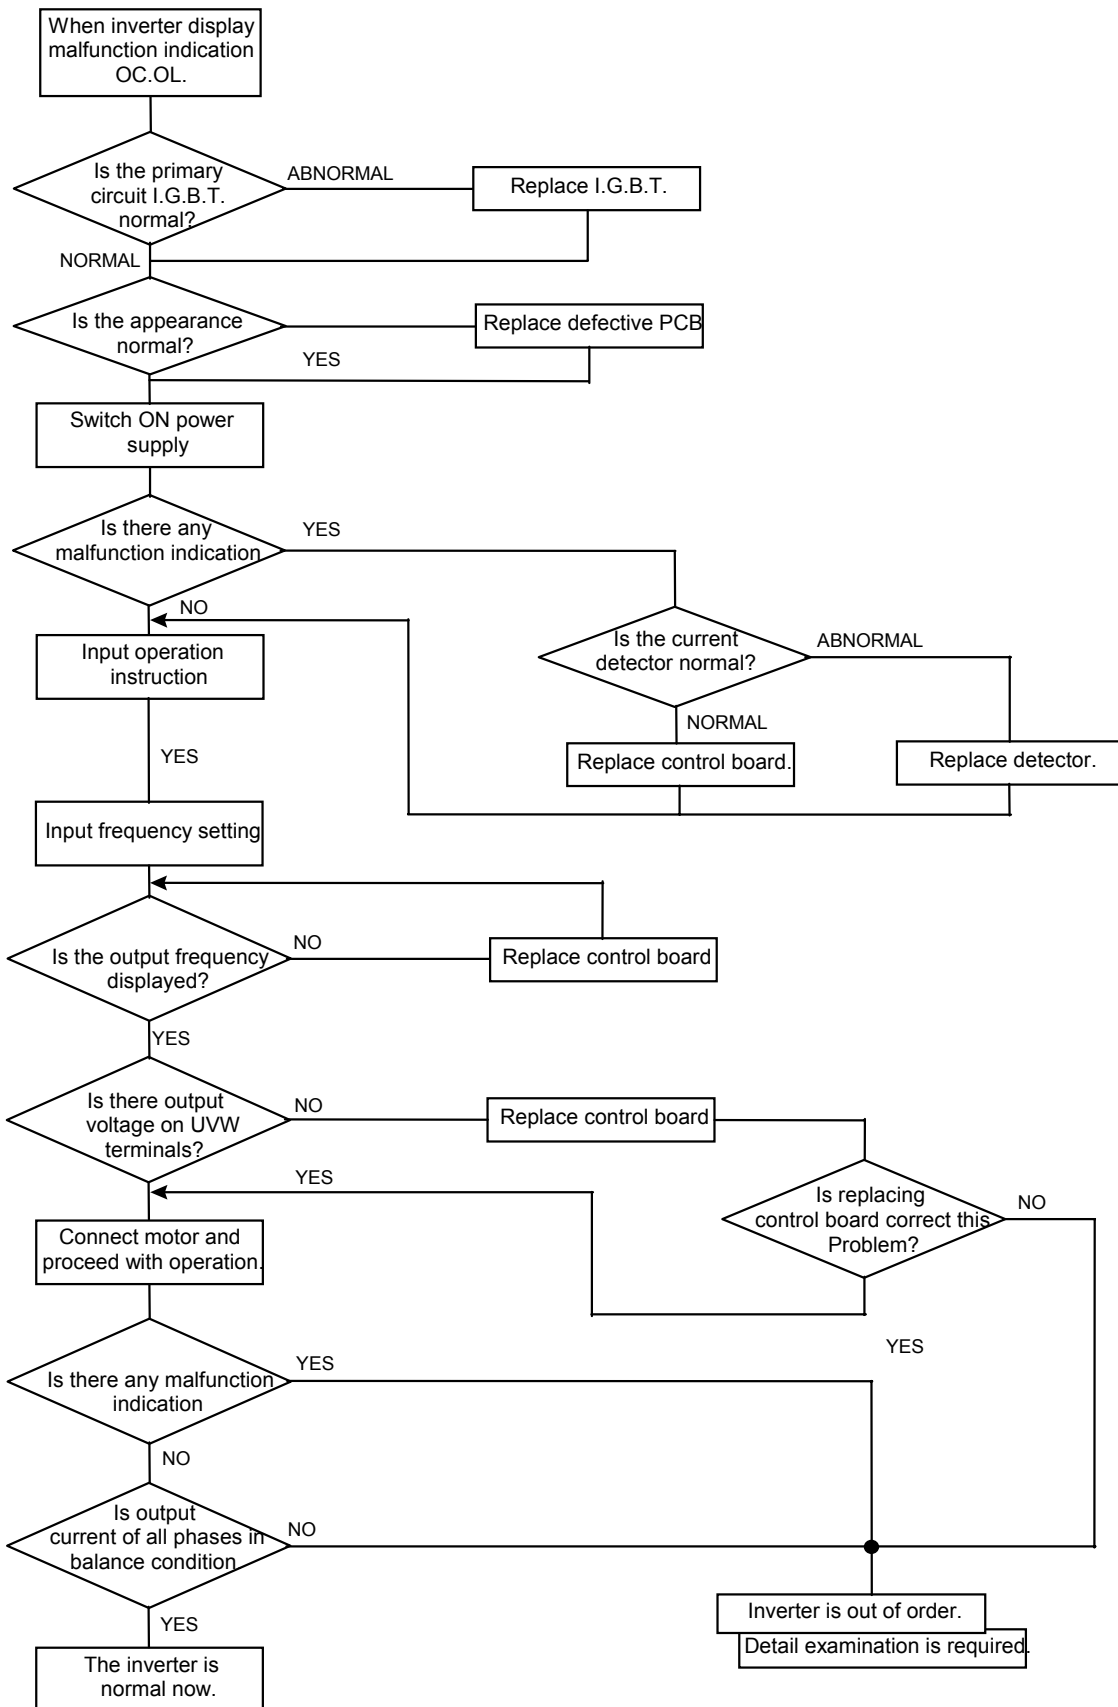 When inverter display
malfunction indication
OC.OL.
Is the primary
circuit I.G.B.T.
normal?
ABNORMAL
Replace I.G.B.T.
NORMAL
Is the appearance
normal?
Replace defective PCB
YES
Switch ON power
supply
Is there any
malfunction indication
YES
NO
Is the current
detector normal?
ABNORMAL
NORMAL
Replace control board.
Replace detector.
Input operation
instruction
YES
Input frequency setting
Is the output frequency
displayed?
NO
Replace control board
YES
Is there output
voltage on UVW
terminals?
NO
Replace control board
YES
Is replacing
control board correct this
Problem?
NO
Connect motor and
proceed with operation.
YES
Is there any malfunction
indication
YES
NO
Is output
current of all phases in
balance condition
NO
Inverter is out of order.
Detail examination is required.
YES
The inverter is
normal now.